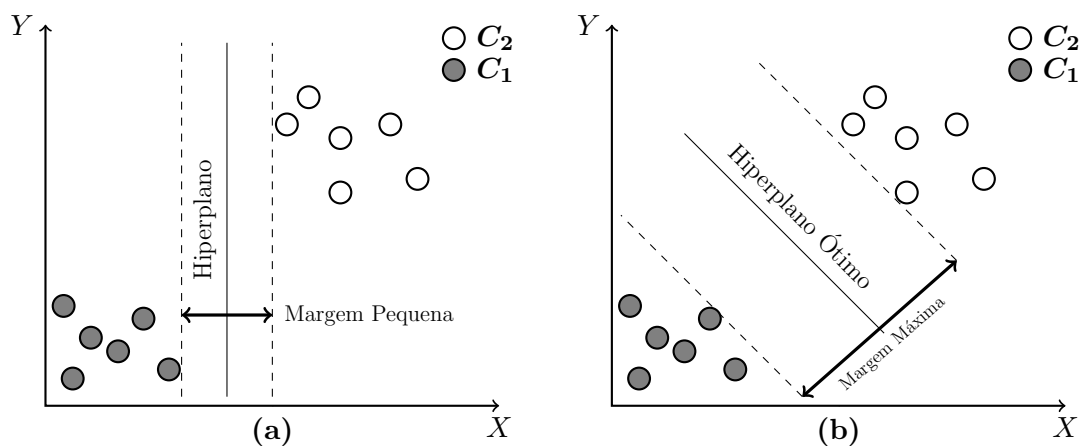 Y
C₂
C₁
Hiperplano
Margem Pequena
X
(a)
Y
C₂
C₁
Hiperplano Ótimo
Margem Máxima
X
(b)